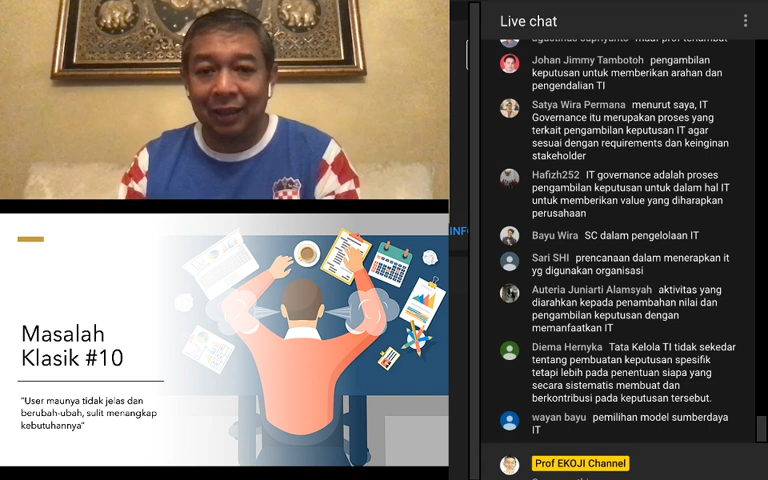 Live chat
agustinus supriyanto maaf prof terlambat
Johan Jimmy Tambotoh pengambilan
keputusan untuk memberikan arahan dan
pengendalian TI
Satya Wira Permana menurut saya, IT
Governance itu merupakan proses yang
terkait pengambilan keputusan IT agar
sesuai dengan requirements dan keinginan
stakeholder
Hafizh252 IT governance adalah proses
pengambilan keputusan untuk dalam hal IT
untuk memberikan value yang diharapkan
perusahaan
Bayu Wira SC dalam pengelolaan IT
Sari SHI prencanaan dalam menerapkan it
yg digunakan organisasi
Auteria Juniarti Alamsyah aktivitas yang
diarahkan kepada penambahan nilai dan
pengambilan keputusan dengan
memanfaatkan IT
Diema Hernyka Tata Kelola TI tidak sekedar
tentang pembuatan keputusan spesifik
tetapi lebih pada penentuan siapa yang
secara sistematis membuat dan
berkontribusi pada keputusan tersebut.
wayan bayu pemilihan model sumberdaya
IT
Prof EKOJI Channel
INF
Masalah
Klasik #10
“User maunya tidak jelas dan
berubah-ubah, sulit menangkap
kebutuhannya”